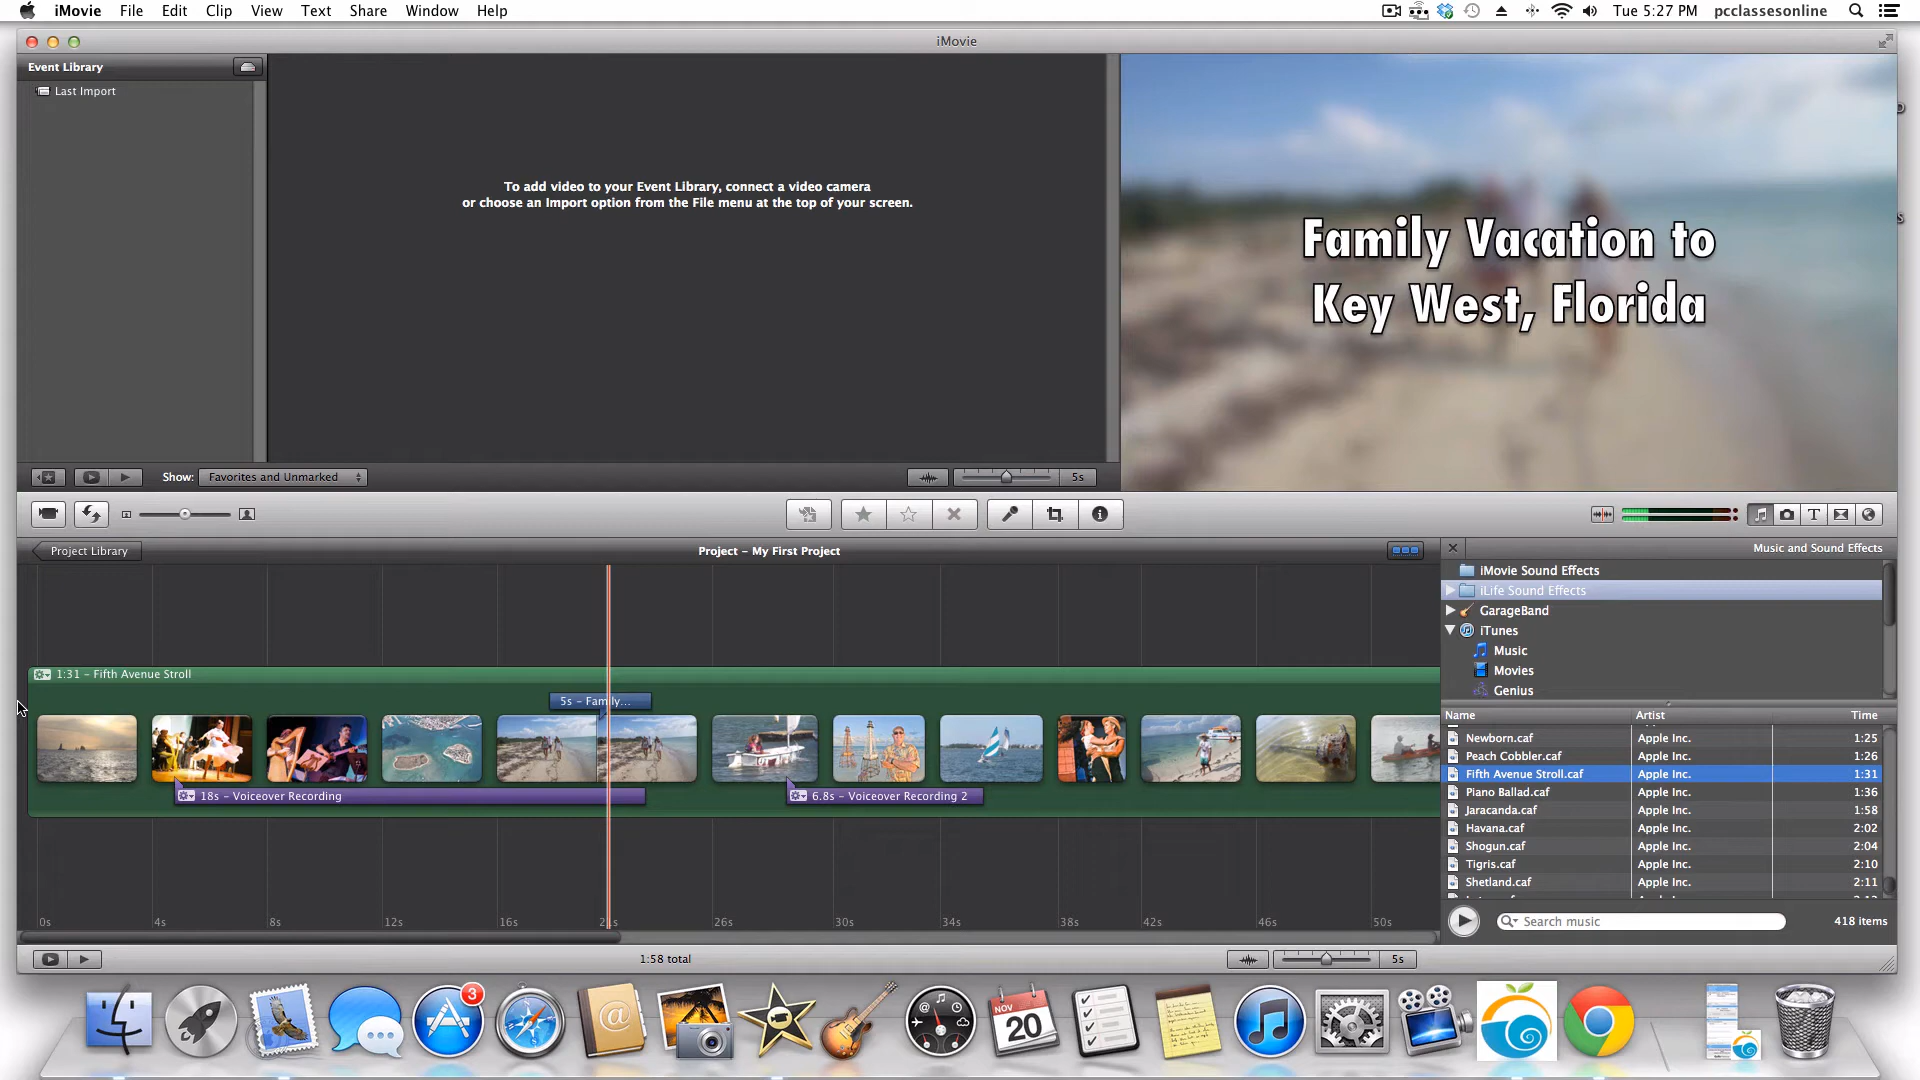 iMovie File Edit Clip View Text Share Window Help
Tue 5:27 PM pcclassesonline
iMovie
Event Library
Last Import
To add video to your Event Library, connect a video camera
or choose an Import option from the File menu at the top of your screen.
Family Vacation to
Key West, Florida
Show: Favorites and Unmarked
5s
Project Library
Project – My First Project
Music and Sound Effects
iMovie Sound Effects
iLife Sound Effects
GarageBand
iTunes
Music
Movies
Genius
1:31 – Fifth Avenue Stroll
5s – Family...
18s – Voiceover Recording
6.8s – Voiceover Recording 2
Name Artist Time
Newborn.caf Apple Inc. 1:25
Peach Cobbler.caf Apple Inc. 1:26
Fifth Avenue Stroll.caf Apple Inc. 1:31
Piano Ballad.caf Apple Inc. 1:36
Jaracanda.caf Apple Inc. 1:58
Havana.caf Apple Inc. 2:02
Shogun.caf Apple Inc. 2:04
Tigris.caf Apple Inc. 2:10
Shetland.caf Apple Inc. 2:11
0s 4s 8s 12s 16s 26s 30s 34s 38s 42s 46s 50s
Search music
418 items
1:58 total
5s
3
NOV
20